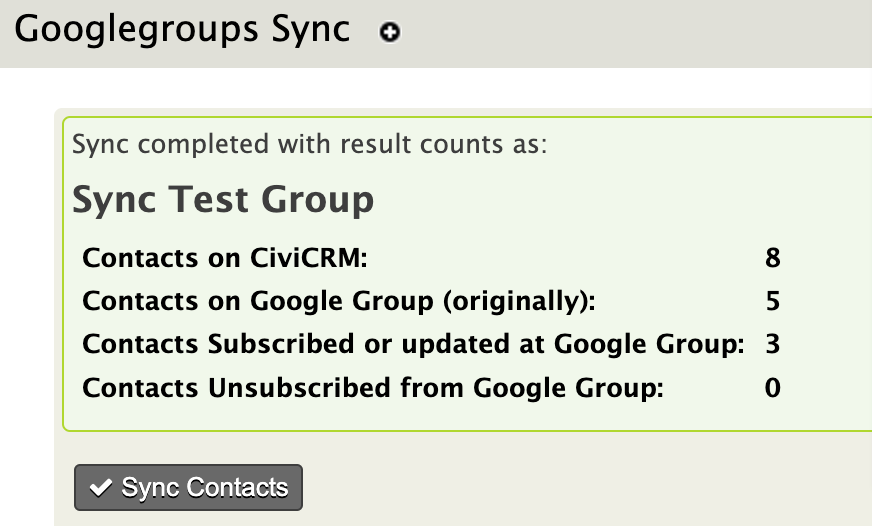 Googlegroups Sync
Sync completed with result counts as:
Sync Test Group
Contacts on CiviCRM: 8
Contacts on Google Group (originally): 5
Contacts Subscribed or updated at Google Group: 3
Contacts Unsubscribed from Google Group: 0
Sync Contacts